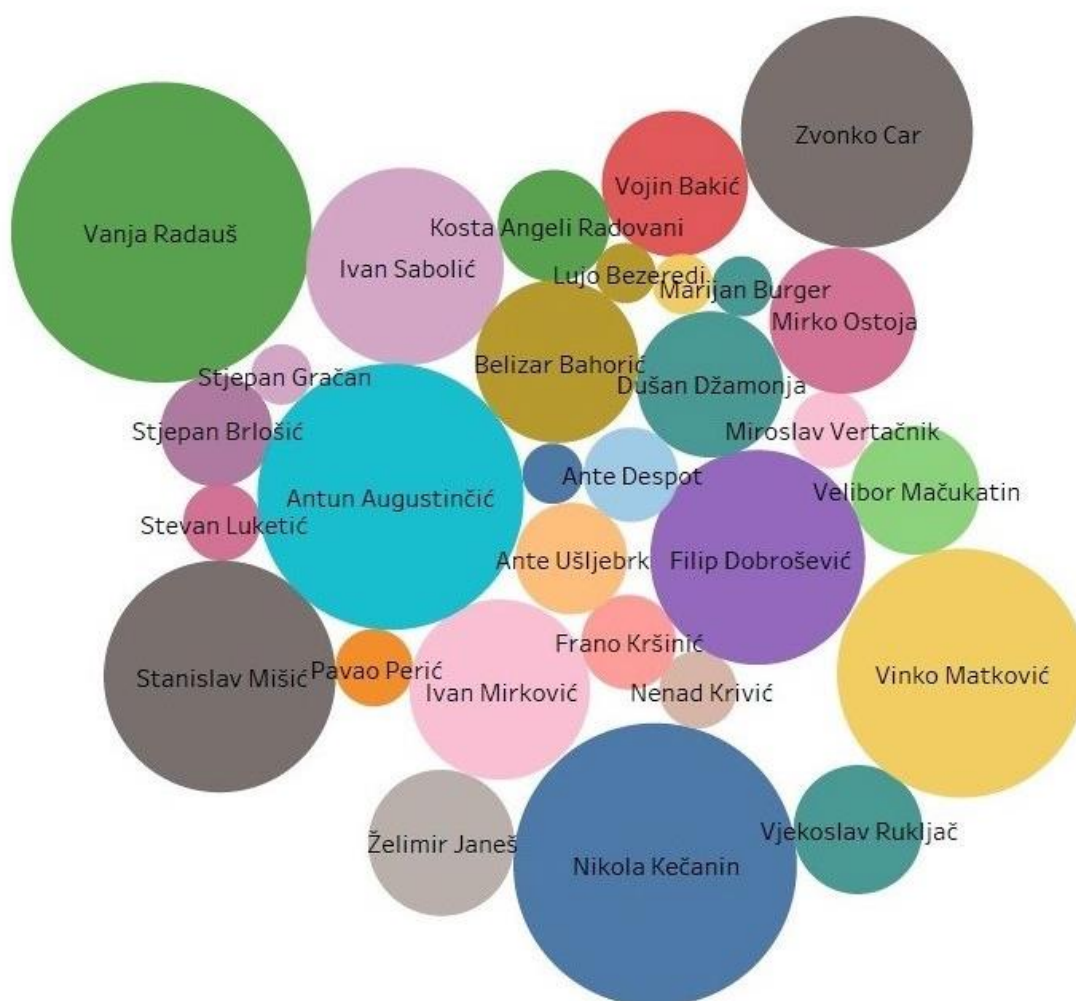 Zvonko Car
Vojin Bakić
Kosta Angeli Radovani
Vanja Radauš
Ivan Sabolić
Lujo Bezeredi
Marijan Burger
Mirko Ostoja
Belizar Bahorić
Stjepan Gračan
Dušan Džamonja
Stjepan Brlošić
Miroslav Vertačnik
Ante Despot
Velibor Mačukatin
Antun Augustinčić
Stevan Luketić
Ante Ušljebrk
Filip Dobrošević
Frano Kršinić
Pavao Perić
Stanislav Mišić
Vinko Matković
Ivan Mirković
Nenad Krivić
Vjekoslav Rukljač
Želimir Janeš
Nikola Kečanin